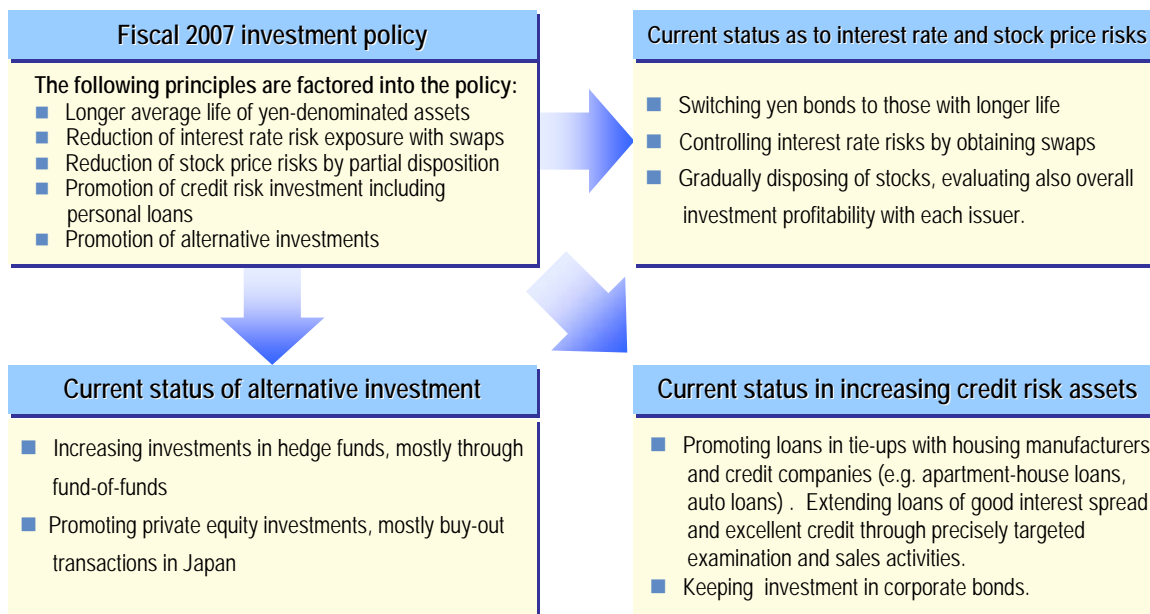 Fiscal 2007 investment policy
The following principles are factored into the policy:
Longer average life of yen-denominated assets
Reduction of interest rate risk exposure with swaps
Reduction of stock price risks by partial disposition
Promotion of credit risk investment including
personal loans
Promotion of alternative investments
Current status as to interest rate and stock price risks
Switching yen bonds to those with longer life
Controlling interest rate risks by obtaining swaps
Gradually disposing of stocks, evaluating also overall
investment profitability with each issuer.
Current status of alternative investment
Increasing investments in hedge funds, mostly through
fund-of-funds
Promoting private equity investments, mostly buy-out
transactions in Japan
Current status in increasing credit risk assets
Promoting loans in tie-ups with housing manufacturers
and credit companies (e.g. apartment-house loans,
auto loans) . Extending loans of good interest spread
and excellent credit through precisely targeted
examination and sales activities.
Keeping investment in corporate bonds.